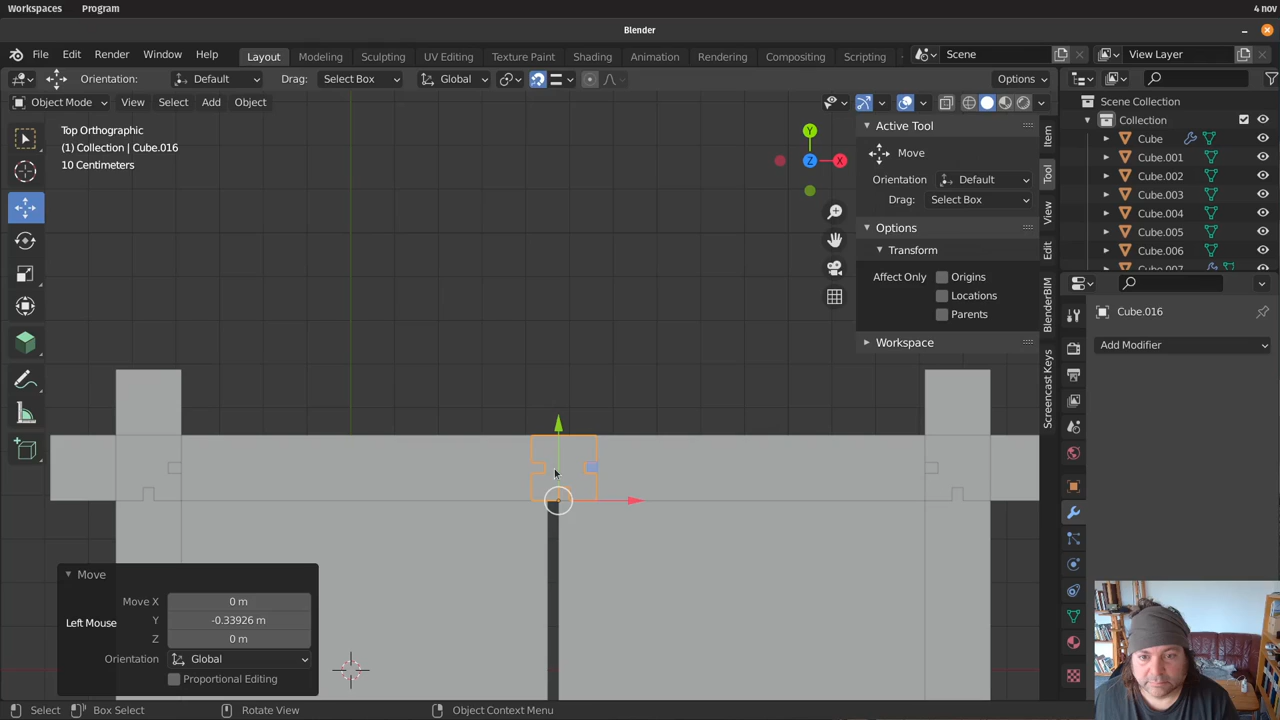 Workspaces Program 4 nov
Blender
File Edit Render Window Help Layout Modeling Sculpting UV Editing Texture Paint Shading Animation Rendering Compositing Scripting Scene View Layer
Orientation: Default Drag: Select Box Global Options
Object Mode View Select Add Object
Top Orthographic
(1) Collection | Cube.016
10 Centimeters
Y
Z
X
Active Tool
Move
Orientation Default
Drag: Select Box
Options
Transform
Affect Only Origins
Locations
Parents
Workspace
Item
Tool
View
Edit
BlenderBIM
Screencast Keys
Scene Collection
Collection
Cube
Cube.001
Cube.002
Cube.003
Cube.004
Cube.005
Cube.006
Cube.007
Cube.016
Add Modifier
Move
Move X 0 m
Left Mouse
Y -0.33926 m
Z 0 m
Orientation Global
Proportional Editing
Select Box Select Rotate View Object Context Menu